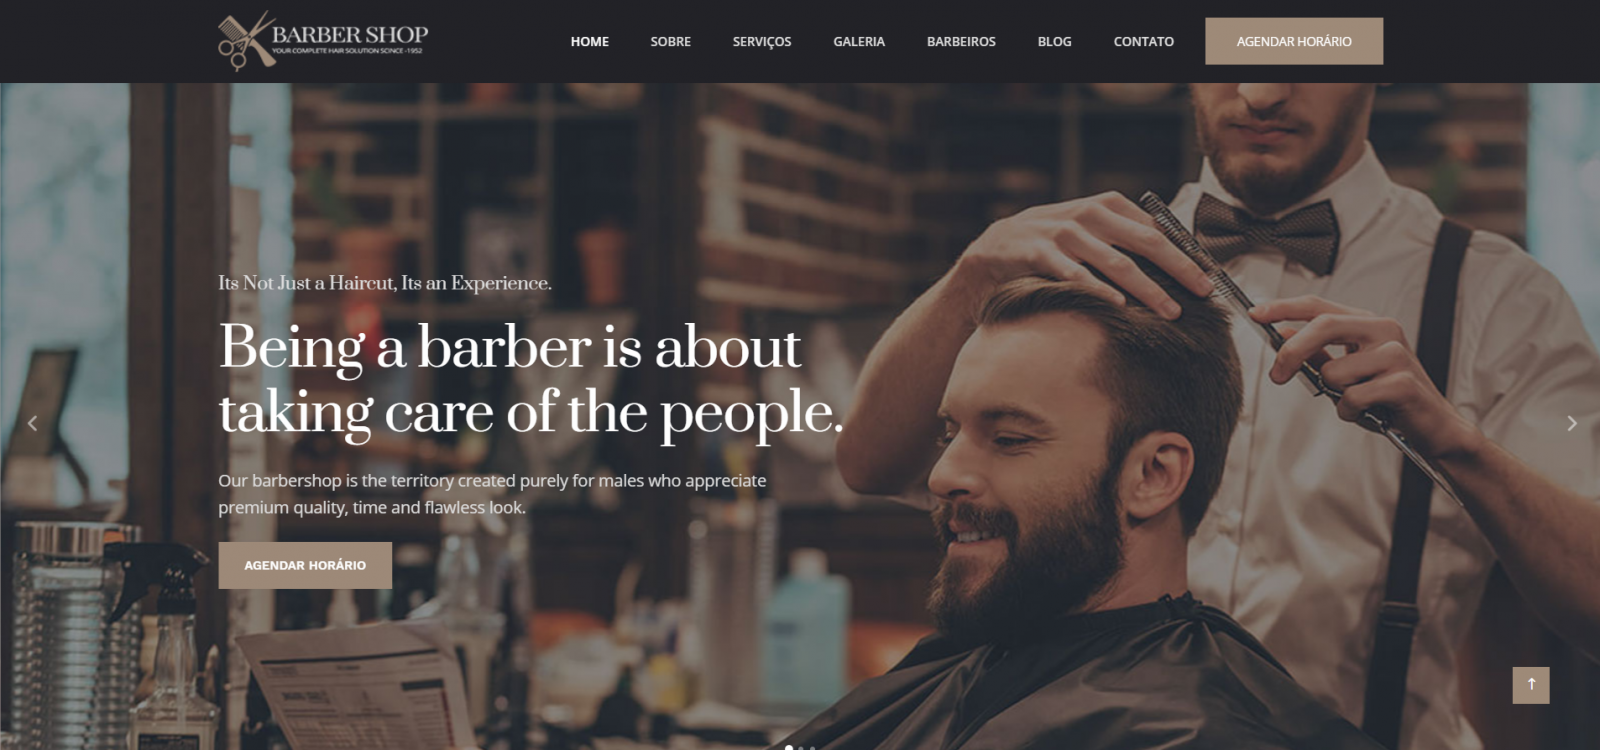 BARBER SHOP
YOUR COMPLETE HAIR SOLUTION SCINCE -1952
HOME
SOBRE
SERVIÇOS
GALERIA
BARBEIROS
BLOG
CONTATO
AGENDAR HORÁRIO
Its Not Just a Haircut, Its an Experience.
Being a barber is about
taking care of the people.
Our barbershop is the territory created purely for males who appreciate
premium quality, time and flawless look.
AGENDAR HORÁRIO